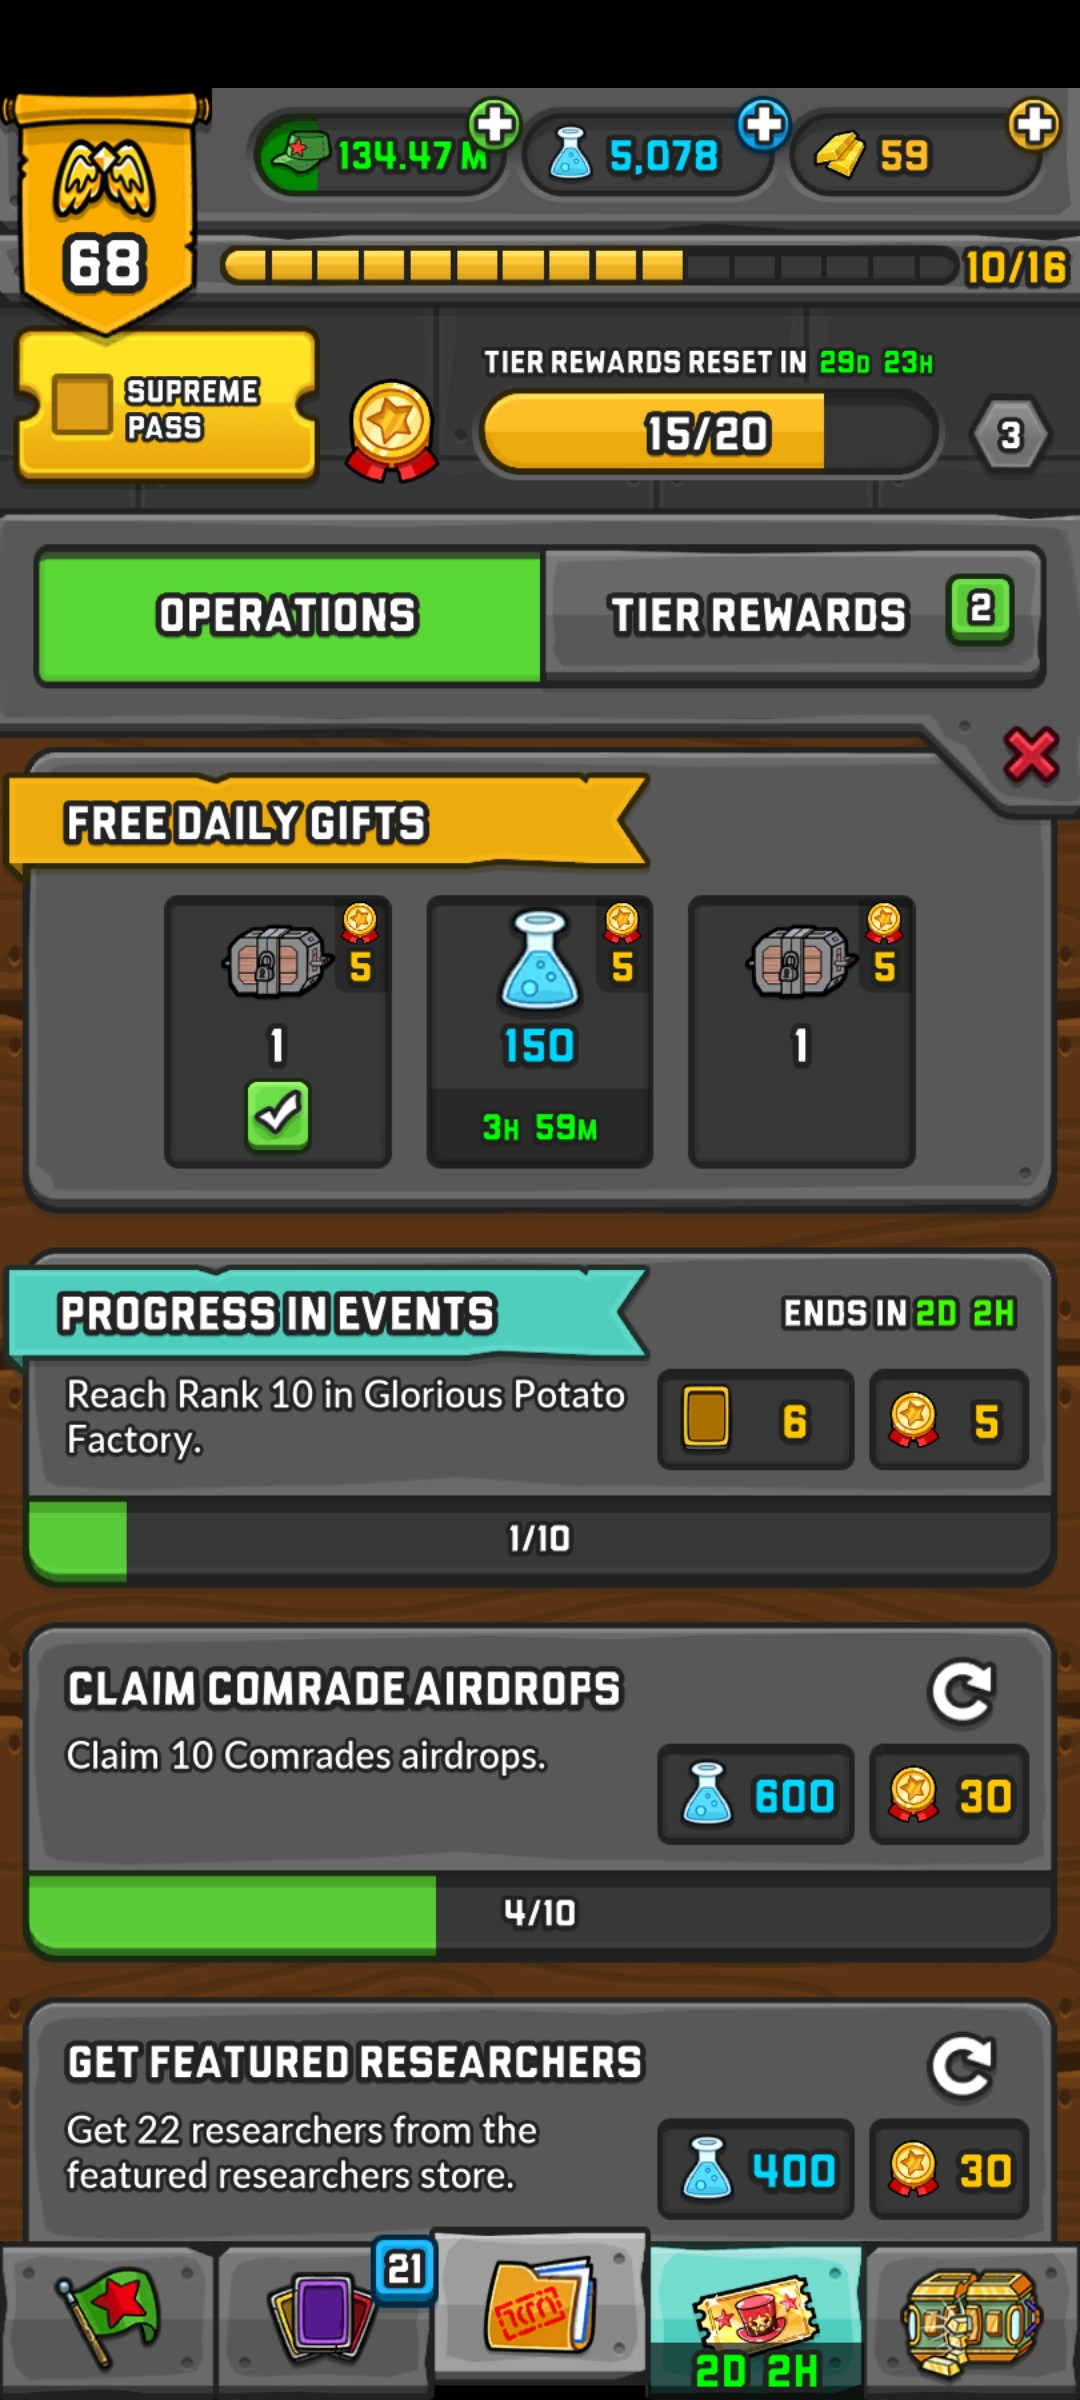 134.47 M
5,078
59
68
10/16
SUPREME
PASS
TIER REWARDS RESET IN 29D 23H
15/20
3
OPERATIONS
TIER REWARDS
2
FREE DAILY GIFTS
5
5
5
1
150
1
3H 59M
PROGRESS IN EVENTS
ENDS IN 2D 2H
Reach Rank 10 in Glorious Potato
Factory.
6
5
1/10
CLAIM COMRADE AIRDROPS
Claim 10 Comrades airdrops.
600
30
4/10
GET FEATURED RESEARCHERS
Get 22 researchers from the
featured researchers store.
400
30
21
2D 2H